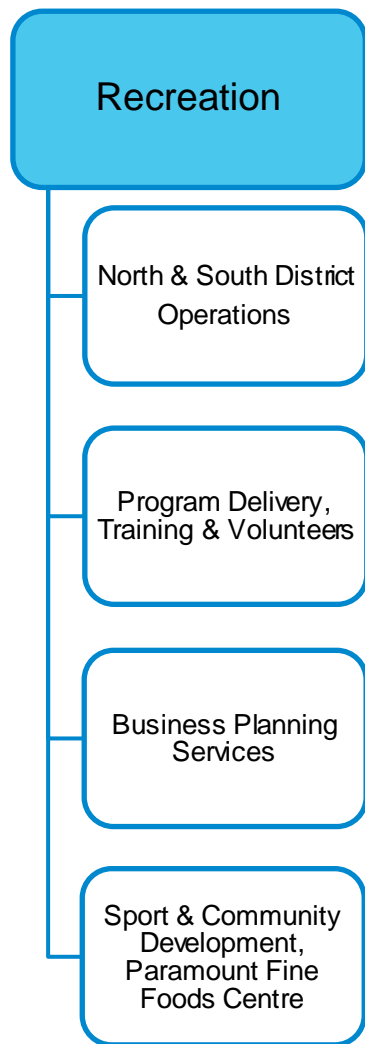 Recreation
North & South District
Operations
Program Delivery,
Training & Volunteers
Business Planning
Services
Sport & Community
Development,
Paramount Fine
Foods Centre